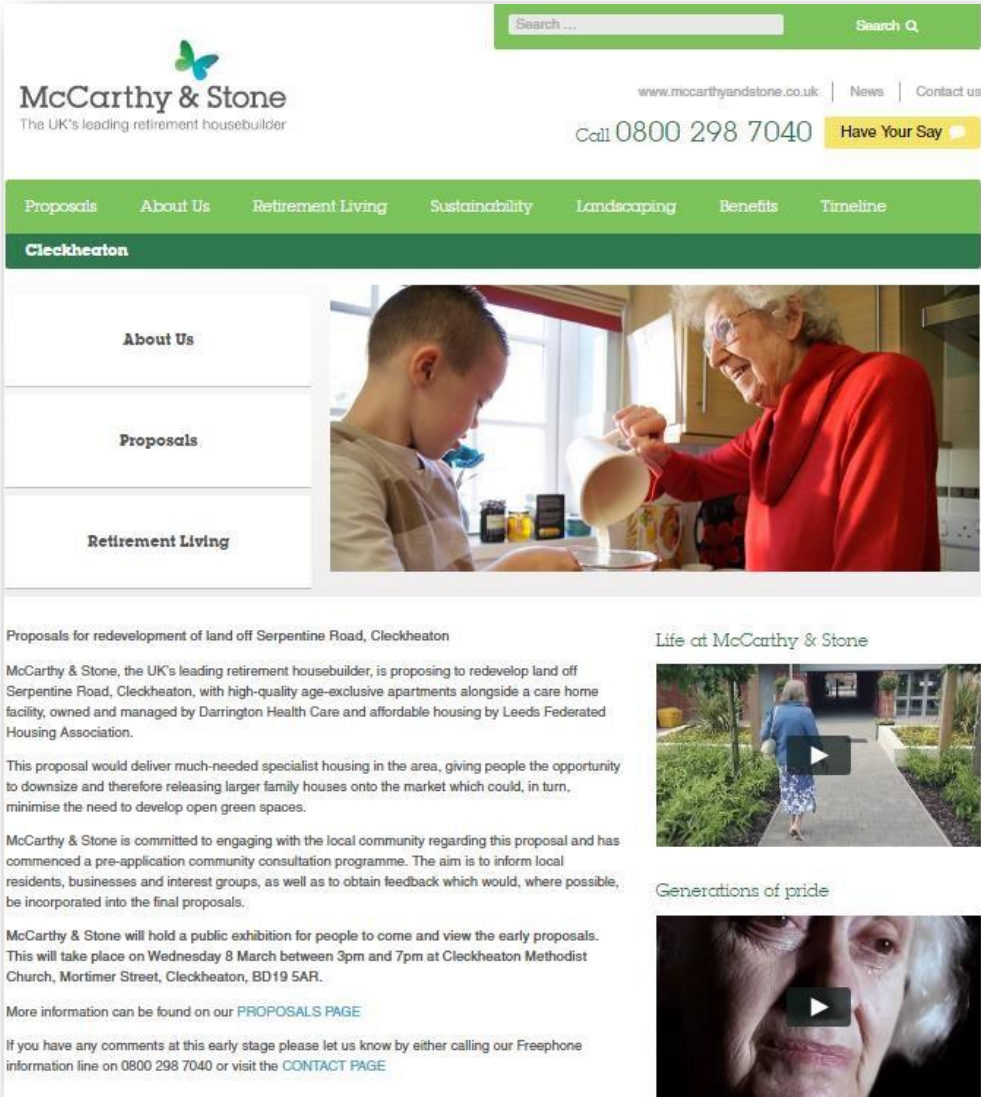 Search ...
Search
McCarthy & Stone
The UK's leading retirement housebuilder
www.mccarthyandstone.co.uk | News | Contact us
Call 0800 298 7040
Have Your Say
Proposals About Us Retirement Living Sustainability Landscaping Benefits Timeline
Cleckheaton
About Us
Proposals
Retirement Living
Proposals for redevelopment of land off Serpentine Road, Cleckheaton
McCarthy & Stone, the UK's leading retirement housebuilder, is proposing to redevelop land off
Serpentine Road, Cleckheaton, with high-quality age-exclusive apartments alongside a care home
facility, owned and managed by Darrington Health Care and affordable housing by Leeds Federated
Housing Association.
This proposal would deliver much-needed specialist housing in the area, giving people the opportunity
to downsize and therefore releasing larger family houses onto the market which could, in turn,
minimise the need to develop open green spaces.
McCarthy & Stone is committed to engaging with the local community regarding this proposal and has
commenced a pre-application community consultation programme. The aim is to inform local
residents, businesses and interest groups, as well as to obtain feedback which would, where possible,
be incorporated into the final proposals.
McCarthy & Stone will hold a public exhibition for people to come and view the early proposals.
This will take place on Wednesday 8 March between 3pm and 7pm at Cleckheaton Methodist
Church, Mortimer Street, Cleckheaton, BD19 5AR.
More information can be found on our PROPOSALS PAGE
If you have any comments at this early stage please let us know by either calling our Freephone
information line on 0800 298 7040 or visit the CONTACT PAGE
Life at McCarthy & Stone
Generations of pride